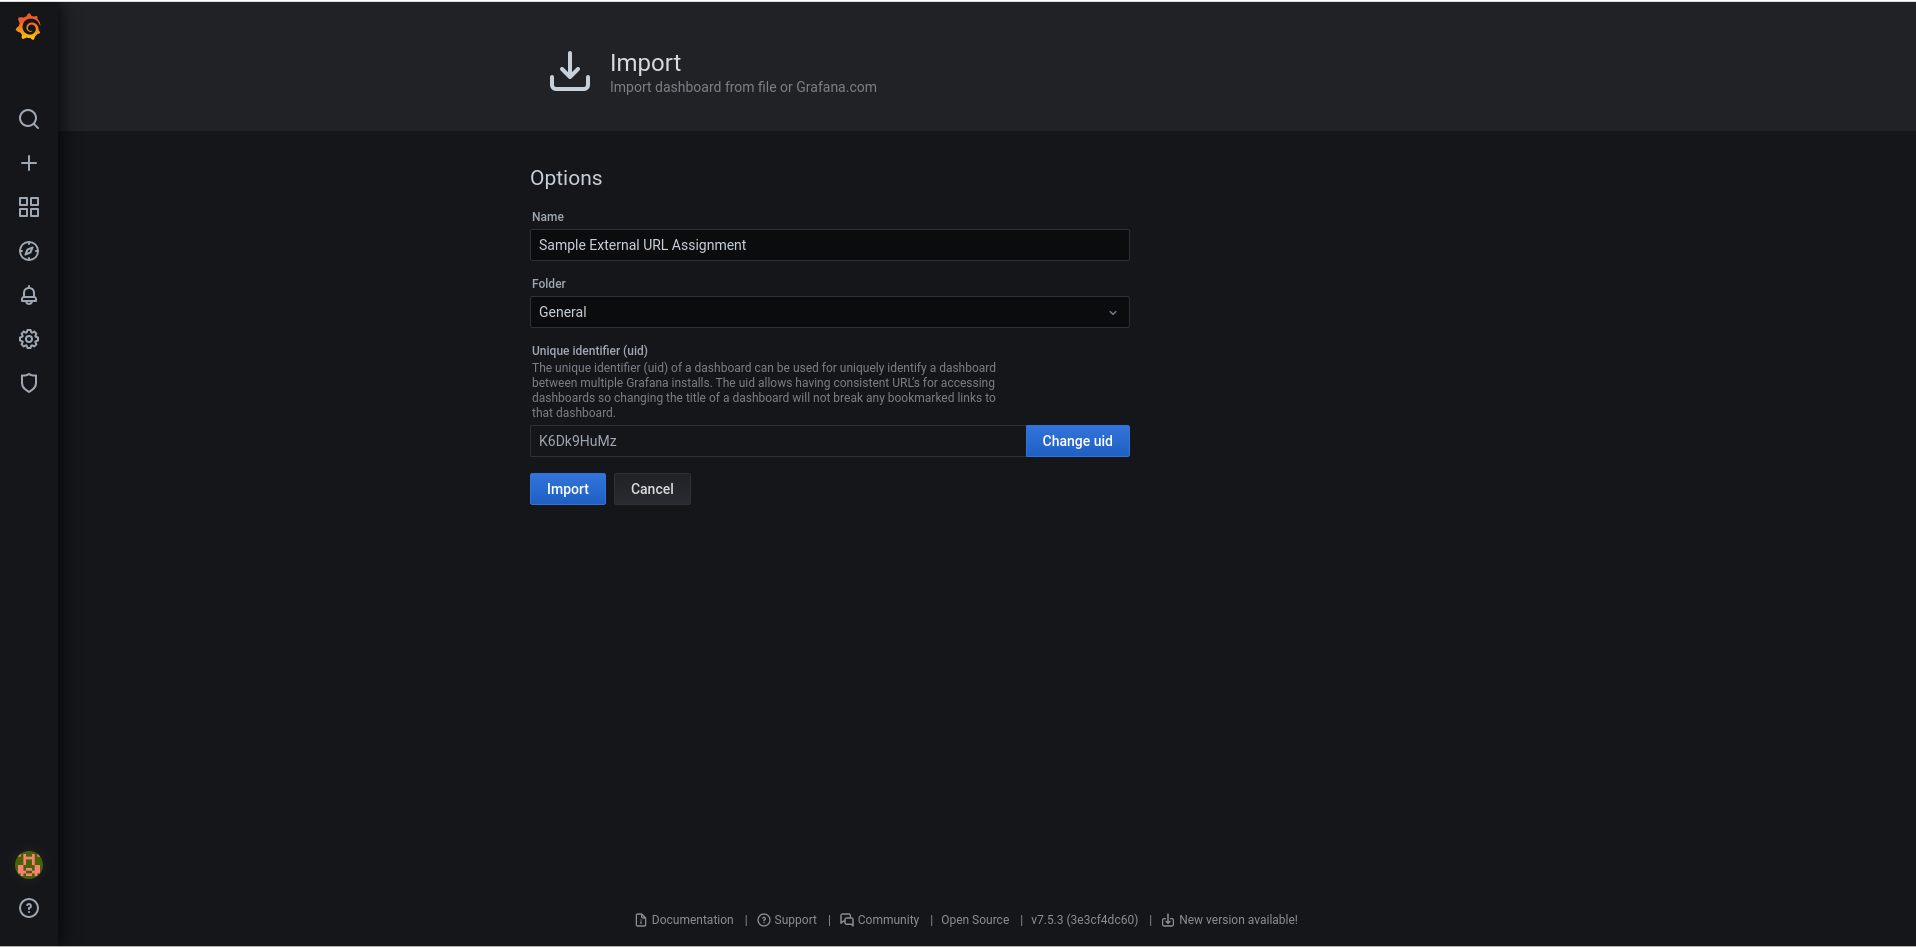 Import
Import dashboard from file or Grafana.com
Options
Name
Sample External URL Assignment
Folder
General
Unique identifier (uid)
The unique identifier (uid) of a dashboard can be used for uniquely identify a dashboard
between multiple Grafana installs. The uid allows having consistent URL's for accessing
dashboards so changing the title of a dashboard will not break any bookmarked links to
that dashboard.
K6Dk9HuMz Change uid
Import Cancel
Documentation | Support | Community | Open Source | v7.5.3 (3e3cf4dc60) | New version available!